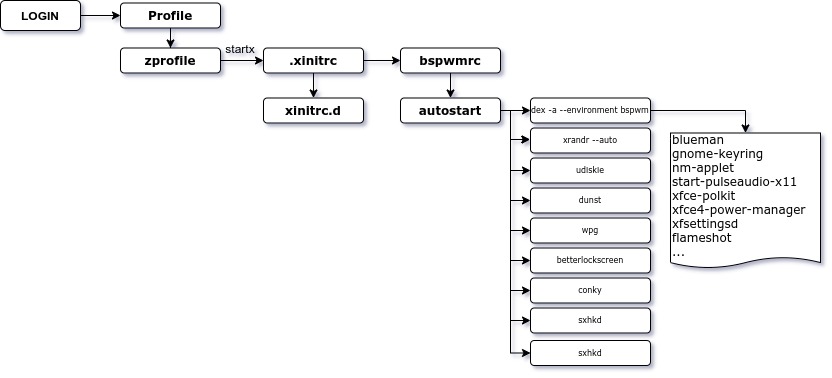 LOGIN
Profile
zprofile
startx
.xinitrc
bspwmrc
xinitrc.d
autostart
dex -a --environment bspwm
xrandr --auto
udiskie
dunst
wpg
betterlockscreen
conky
sxhkd
sxhkd
blueman
gnome-keyring
nm-applet
start-pulseaudio-x11
xfce-polkit
xfce4-power-manager
xfsettingsd
flameshot
...